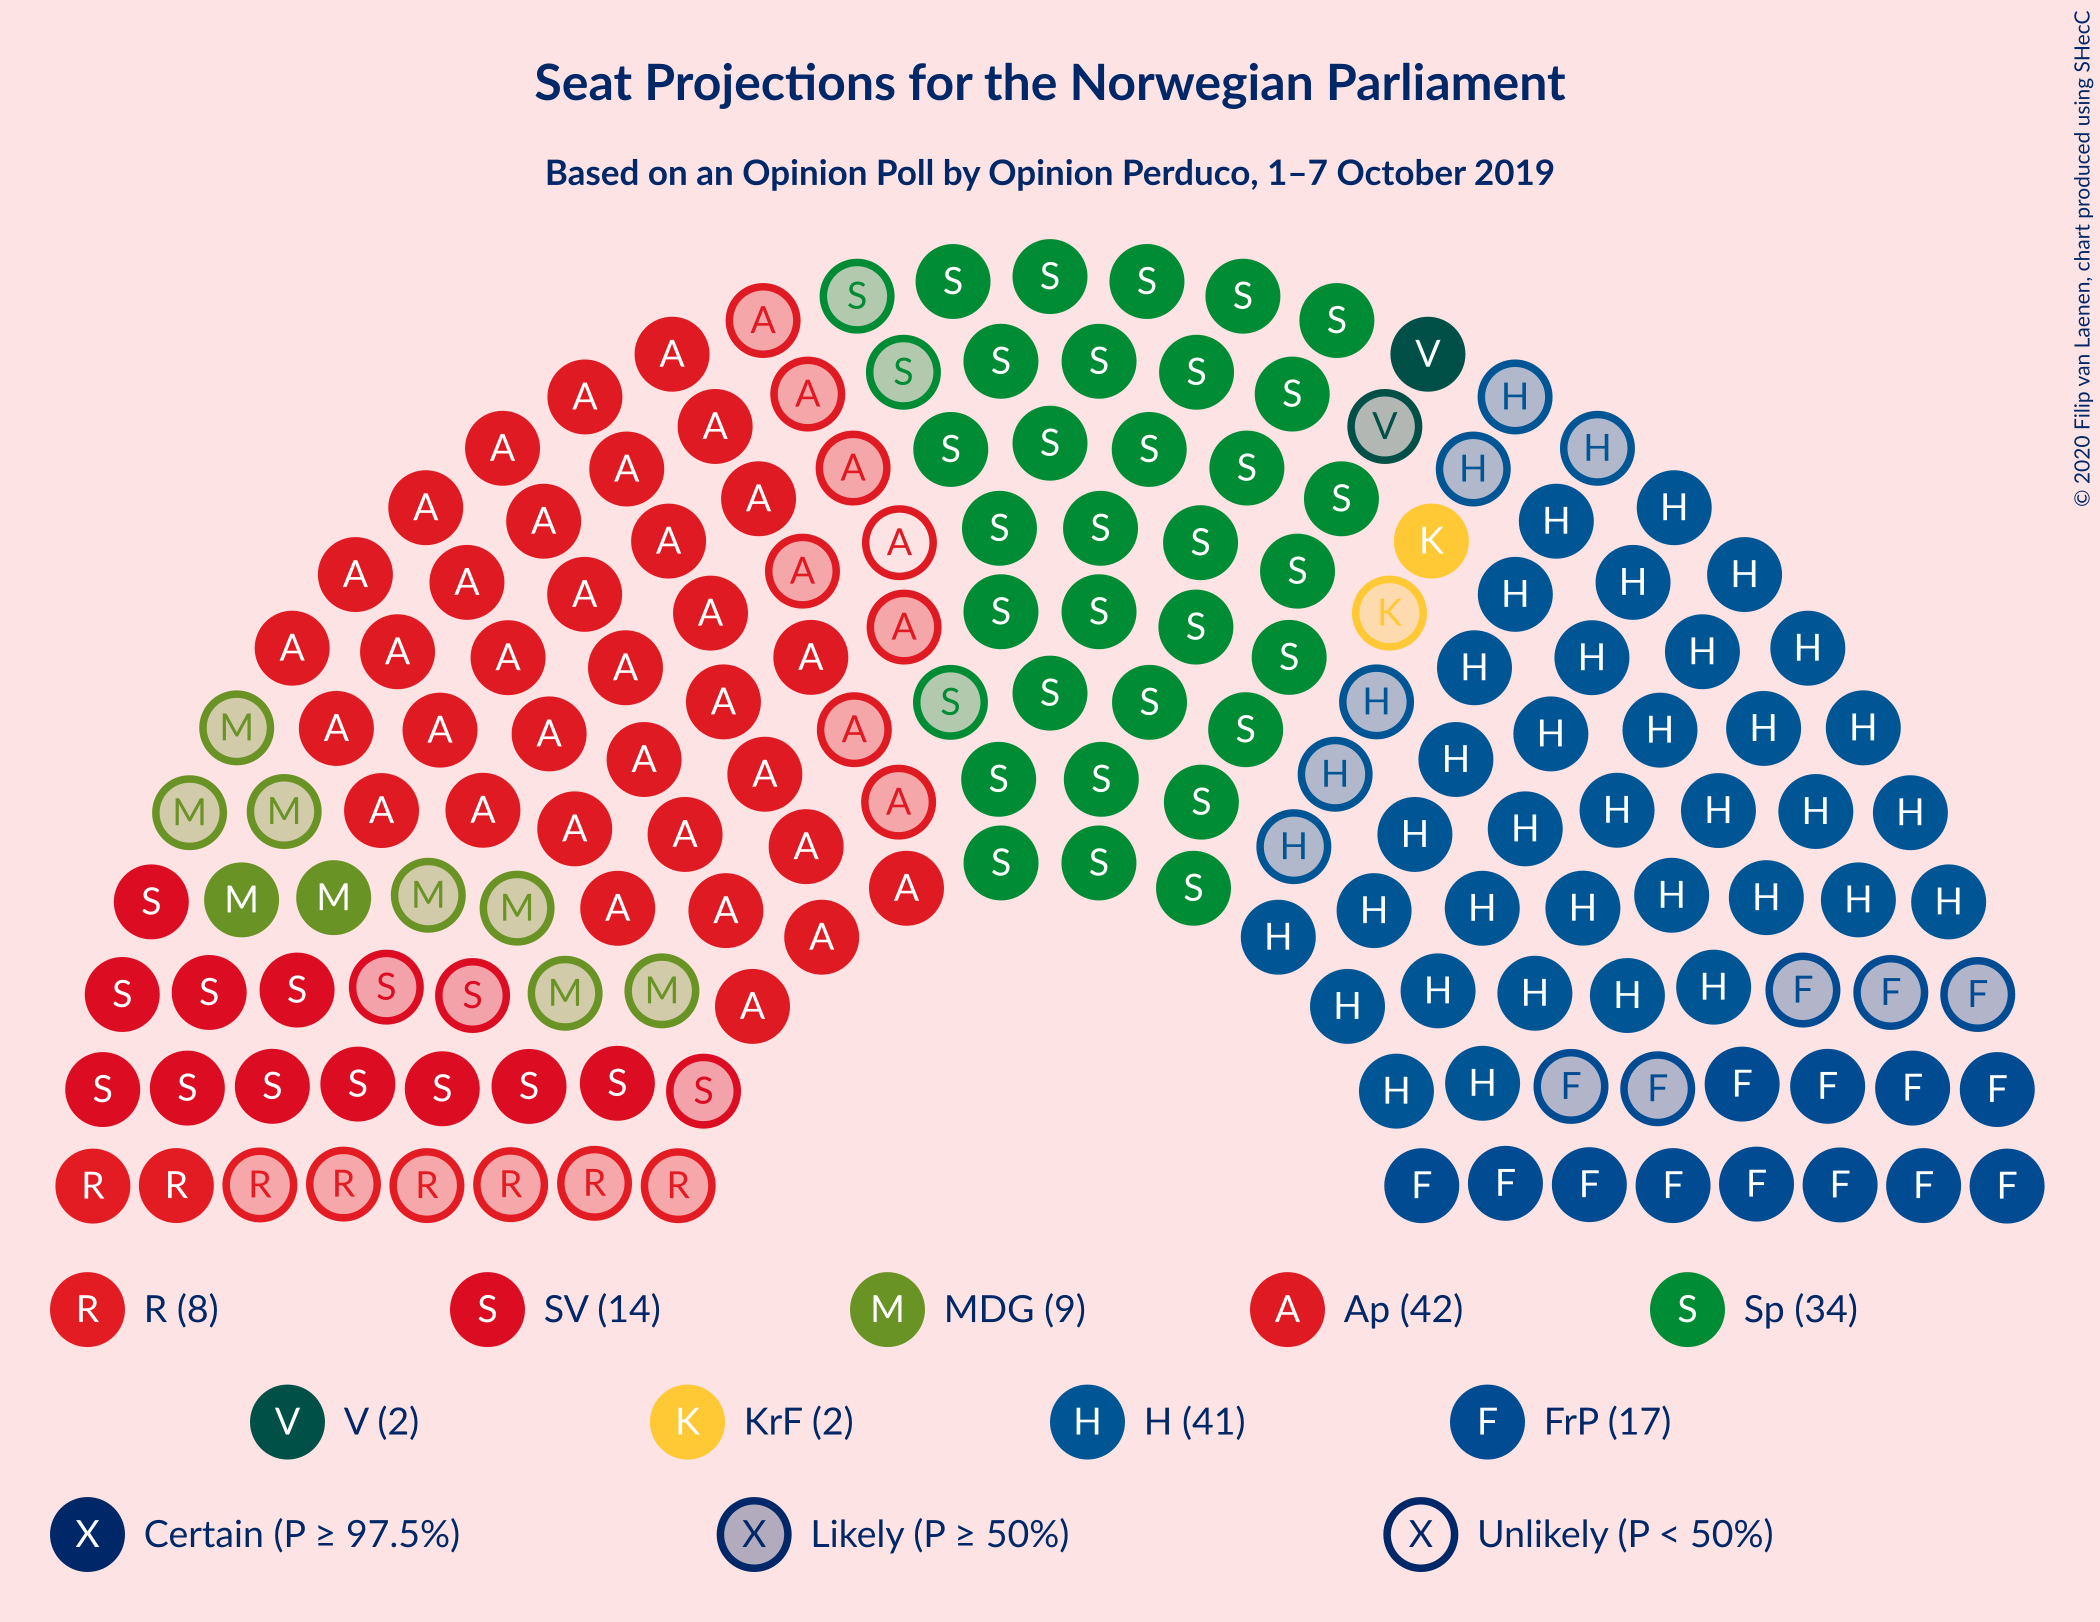 © 2020 Filip van Laenen, chart produced using SHecC
Seat Projections for the Norwegian Parliament
Based on an Opinion Poll by Opinion Perduco, 1–7 October 2019
S S S S S S
A A V
S S S S S
A A A V H H
S S S S S
A A A A H
S S S S
A A A A A K H H
S S S S
A A A A A A K H H H
S S S S
A A A A A A H H H H H
S S S
M A A A A A A A H H H H H H
S S S
M M A A A A A A H H H H H H H
S M M M M A A A A H H H H H H H H
S S S S S M M A H H H H H F F F
S S S S S S S S H H F F F F F F
R R R R R R R R F F F F F F F F
R R (8) S SV (14) M MDG (9) A Ap (42) S Sp (34)
V V (2) K KrF (2) H H (41) F FrP (17)
X Certain (P ≥ 97.5%) X Likely (P ≥ 50%) X Unlikely (P < 50%)